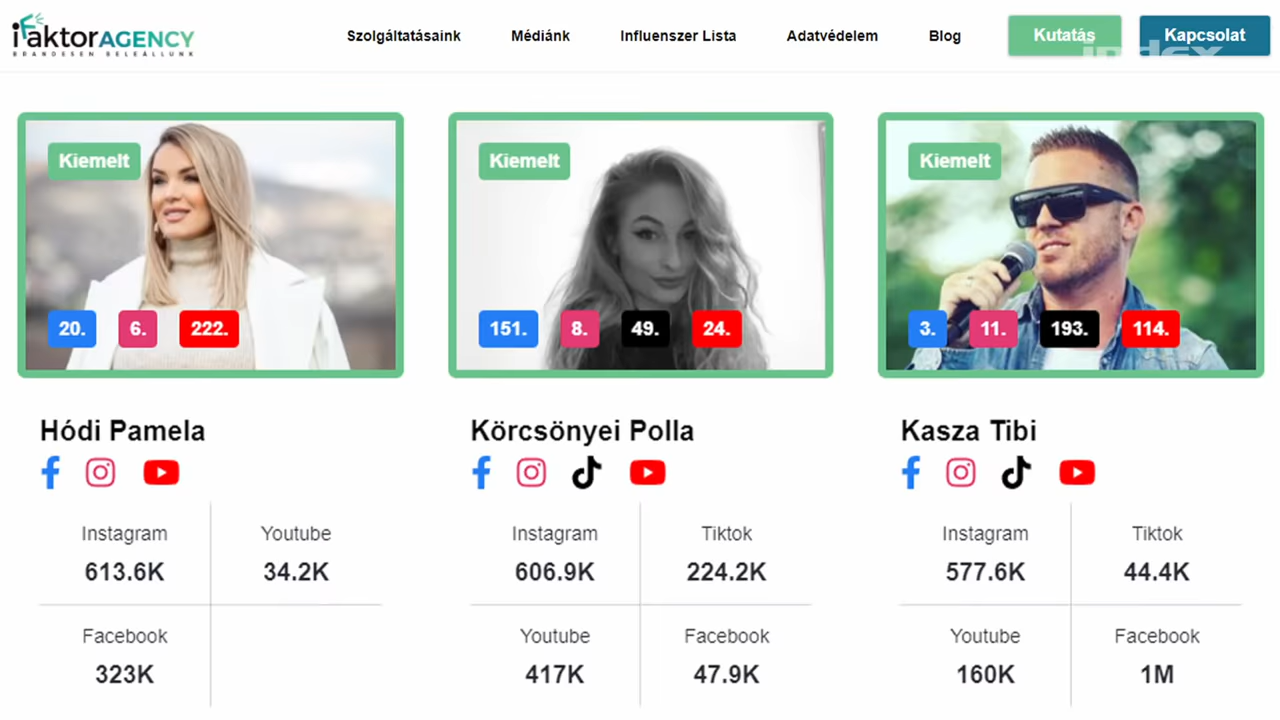 iFaktorAGENCY
BRANDESEN BELEÁLLUNK
Szolgáltatásaink Médiánk Influenszer Lista Adatvédelem Blog Kutatás Kapcsolat
index
Kiemelt Kiemelt Kiemelt
20. 6. 222. 151. 8. 49. 24. 3. 11. 193. 114.
Hódi Pamela Körcsönyei Polla Kasza Tibi
Instagram Youtube Instagram Tiktok Instagram Tiktok
613.6K 34.2K 606.9K 224.2K 577.6K 44.4K
Facebook Youtube Facebook Youtube Facebook
323K 417K 47.9K 160K 1M